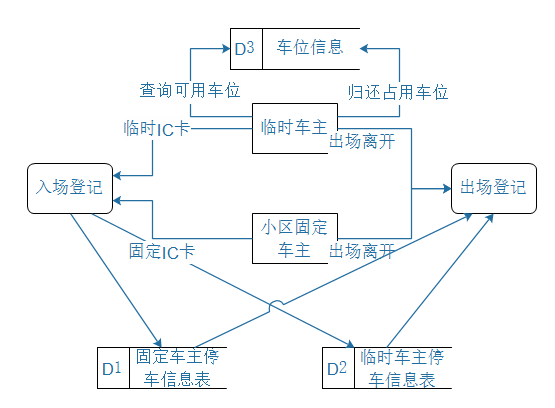 D3 车位信息
查询可用车位
归还占用车位
临时IC卡
临时车主
出场离开
入场登记
出场登记
小区固定
车主
固定IC卡
出场离开
D1
固定车主停
车信息表
D2
临时车主停
车信息表